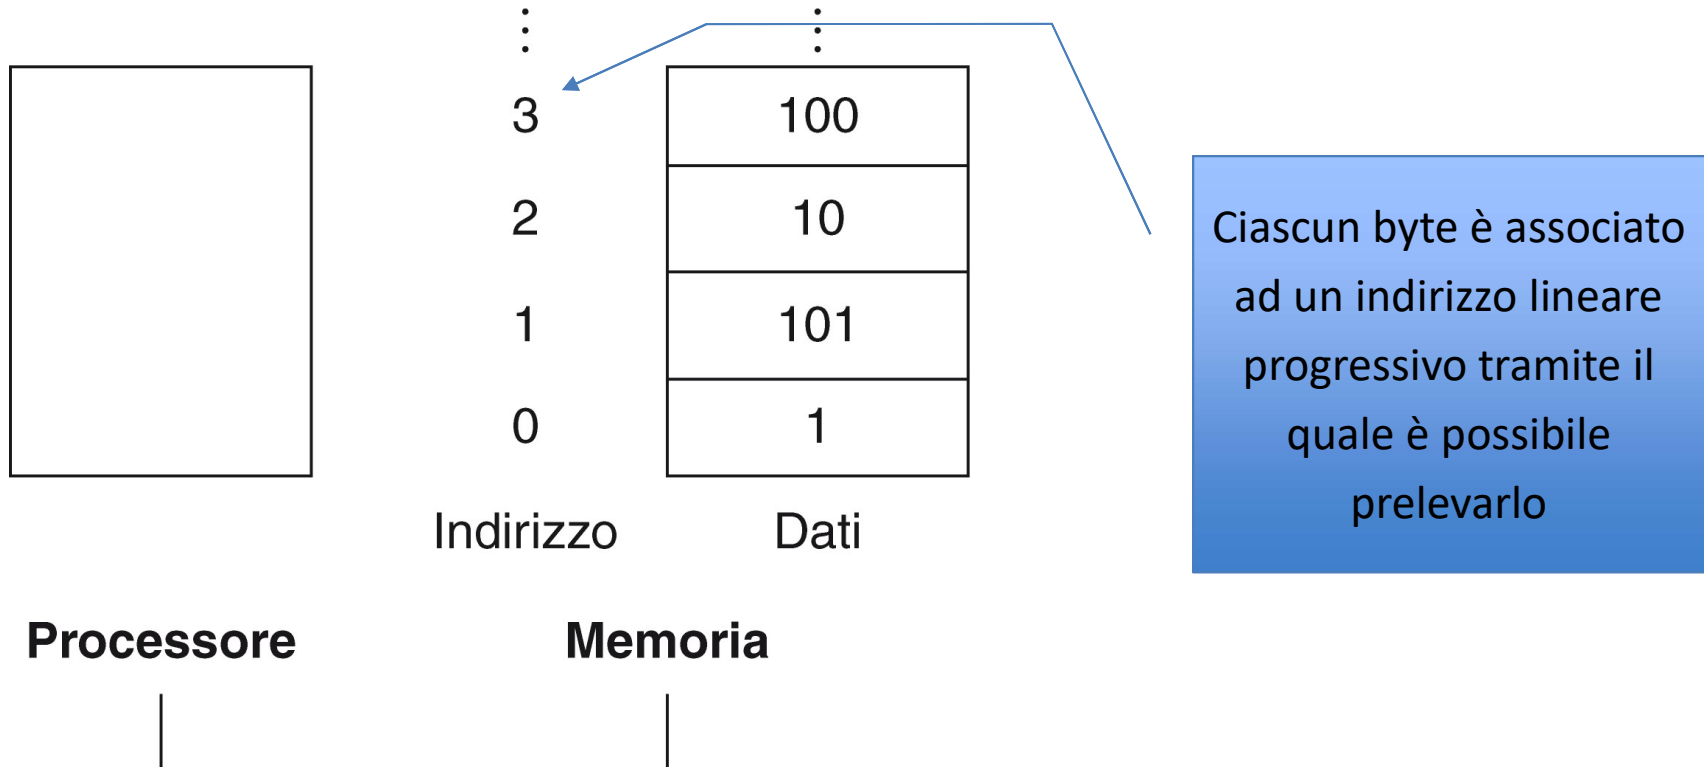 3 100
2 10
1 101
0 1
Indirizzo Dati
Processore Memoria
Ciascun byte è associato
ad un indirizzo lineare
progressivo tramite il
quale è possibile
prelevarlo